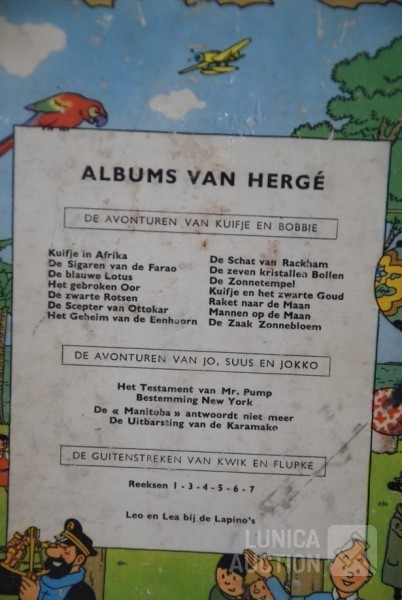 ALBUMS VAN HERGÉ
DE AVONTUREN VAN KUIFJE EN BOBBIE
Kuifje in Afrika
De Sigaren van de Farao
De blauwe Lotus
Het gebroken Oor
De zwarte Rotsen
De Scepter van Ottokar
Het Geheim van de Eenhoorn
De Schat van Rackham
De zeven kristallen Bollen
De Zonnetempel
Kuifje en het zwarte Goud
Raket naar de Maan
Mannen op de Maan
De Zaak Zonnebloem
DE AVONTUREN VAN JO, SUUS EN JOKKO
Het Testament van Mr. Pump
Bestemming New York
De « Manitoba » antwoordt niet meer
De Uitbarsting van de Karamako
DE GUITENSTREKEN VAN KWIK EN FLUPKE
Reeksen 1 - 3 - 4 - 5 - 6 - 7
Leo en Lea bij de Lapino's
LUNICA
AUCTION